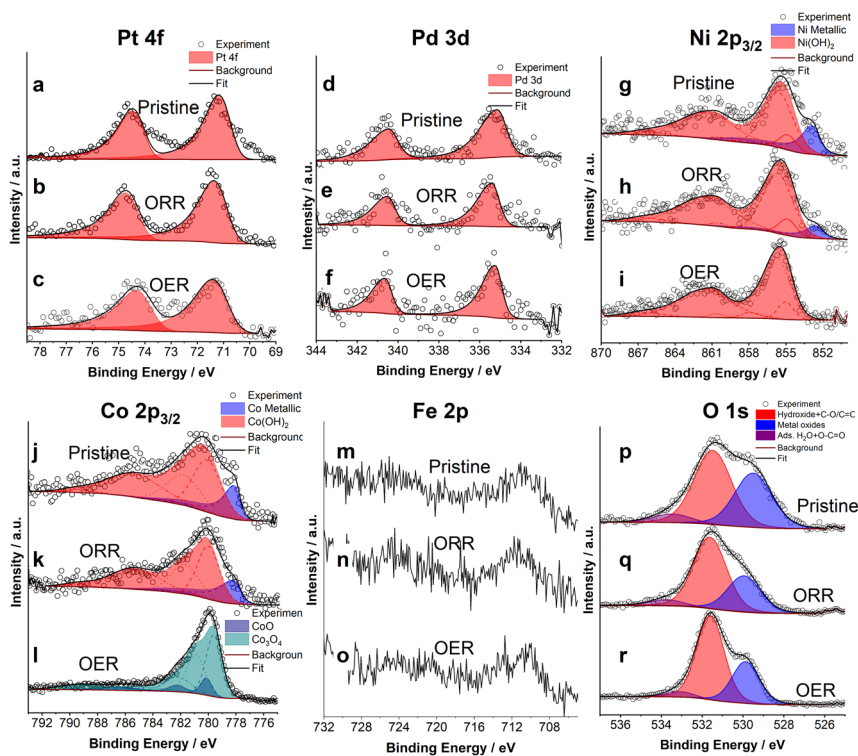 Pt 4f
Experiment
Pt 4f
Background
Fit
a
Pristine
b
ORR
c
OER
Intensity / a.u.
78 77 76 75 74 73 72 71 70 69
Binding Energy / eV
Pd 3d
Experiment
Pd 3d
Background
Fit
d
Pristine
e
ORR
f
OER
Intensity / a.u.
344 342 340 338 336 334 332
Binding Energy / eV
Ni 2p3/2
Experiment
Ni Metallic
Ni(OH)2
Background
Fit
g
Pristine
h
ORR
i
OER
Intensity / a.u.
870 867 864 861 858 855 852
Binding Energy / eV
Co 2p3/2
Experiment
Co Metallic
Co(OH)2
Background
Fit
j
Pristine
k
ORR
Experime
CoO
Co3O4
Backgroun
Fit
l
OER
Intensity / a.u.
792 790 788 786 784 782 780 778 776
Binding Energy / eV
Fe 2p
m
Pristine
n
ORR
o
OER
Intensity / a.u.
732 728 724 720 716 712 708
Binding Energy / eV
O 1s
Experiment
Hydroxide+C-O/C=O
Metal oxides
Ads. H2O+O-C=O
Background
Fit
p
Pristine
q
ORR
r
OER
Intensity / a.u.
536 534 532 530 528 526
Binding Energy / eV